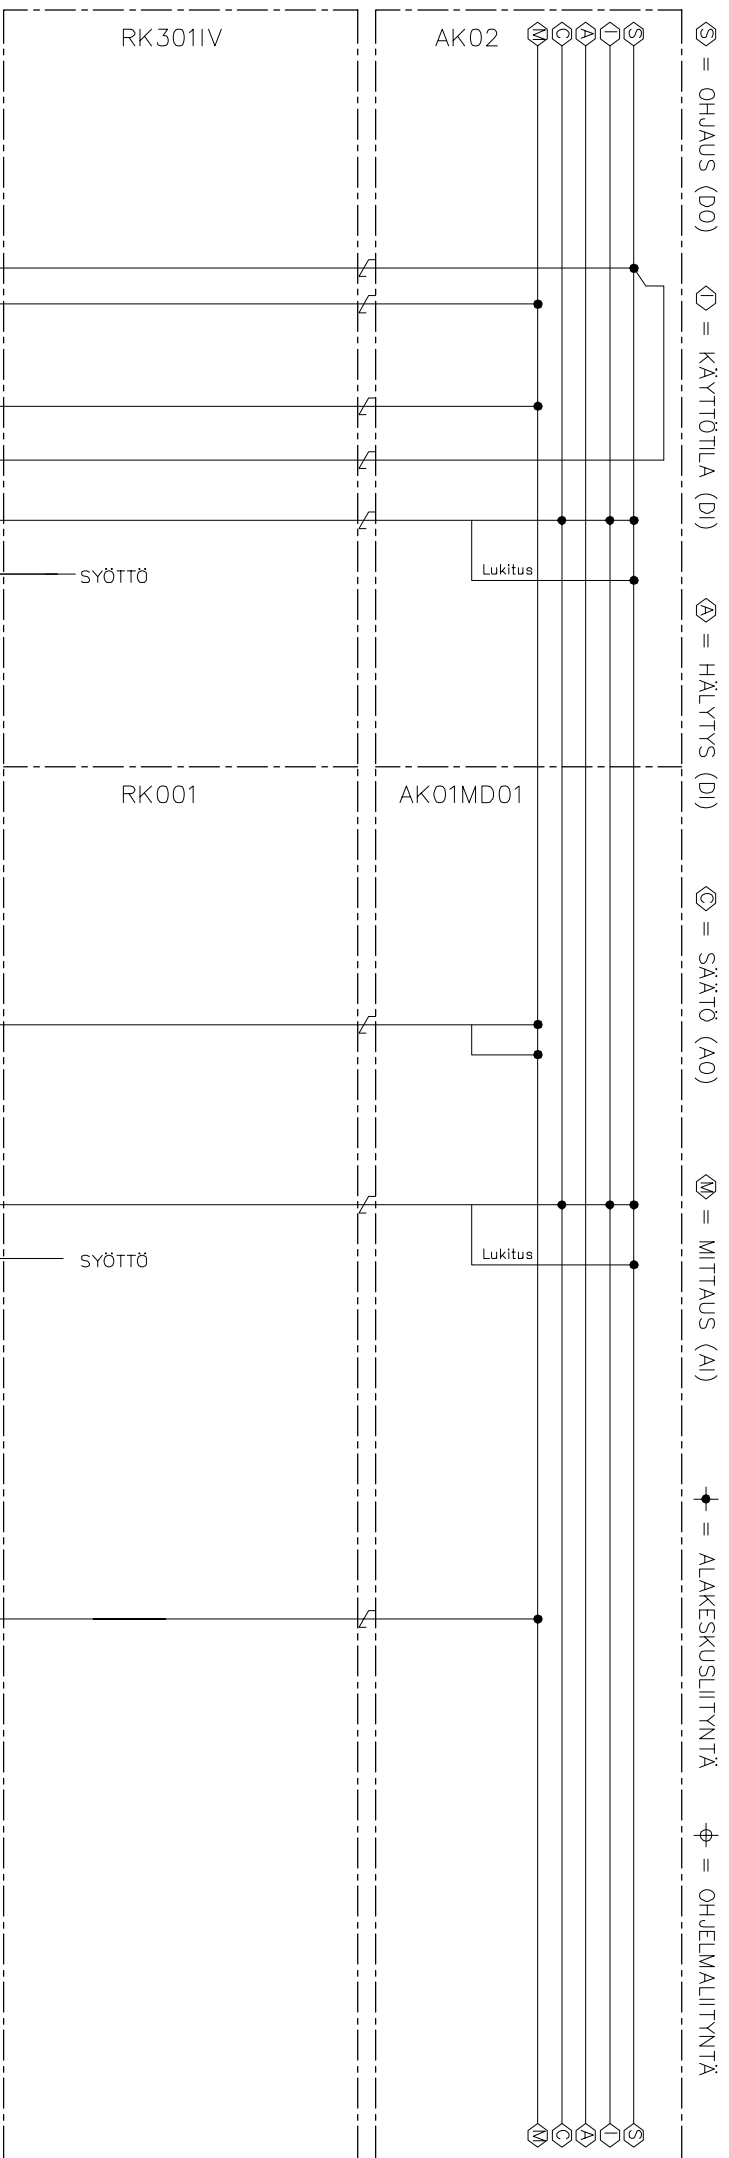 RK301IV
AK02
M C A I S
SYÖTTÖ
Lukitus
RK001
AK01MD01
SYÖTTÖ
Lukitus
M C A I S
S = OHJAUS (DO)
I = KÄYTTÖTILA (DI)
A = HÄLYTYS (DI)
C = SÄÄTÖ (AO)
M = MITTAUS (AI)
= ALAKESKUSLIITYNTÄ
= OHJELMALIITYNTÄ